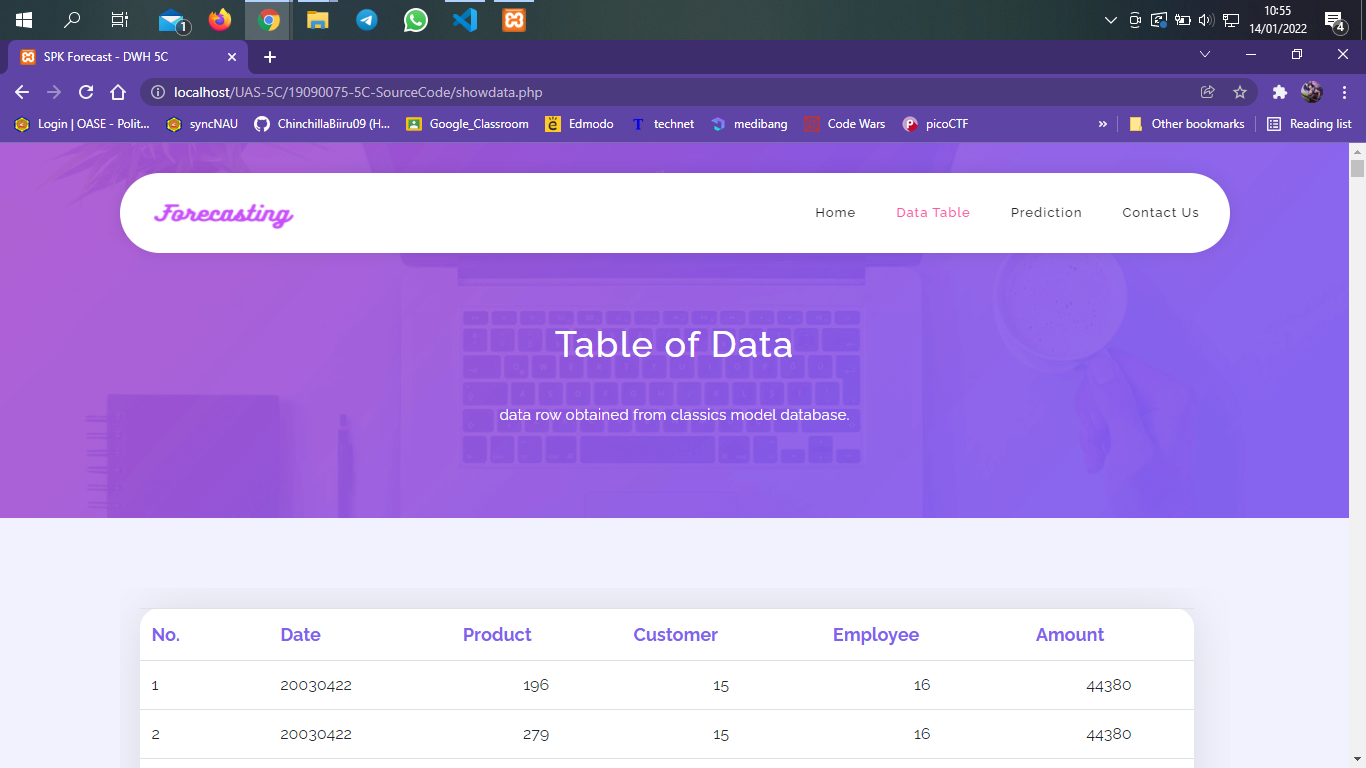 10:55
1
14/01/2022
4
SPK Forecast - DWH 5C
localhost/UAS-5C/19090075-5C-SourceCode/showdata.php
Login | OASE - Polit... syncNAU ChinchillaBiiru09 (H... Google_Classroom Edmodo technet medibang Code Wars picoCTF » Other bookmarks Reading list
Forecasting Home Data Table Prediction Contact Us
Table of Data
data row obtained from classics model database.
No. Date Product Customer Employee Amount
1 20030422 196 15 16 44380
2 20030422 279 15 16 44380